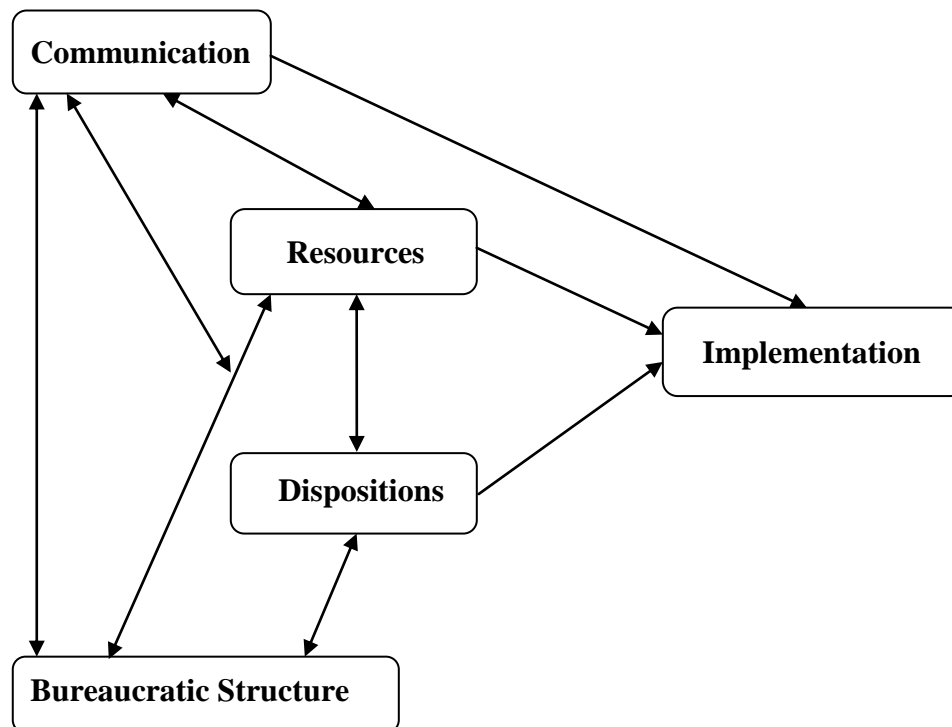 Communication
Resources
Implementation
Dispositions
Bureaucratic Structure